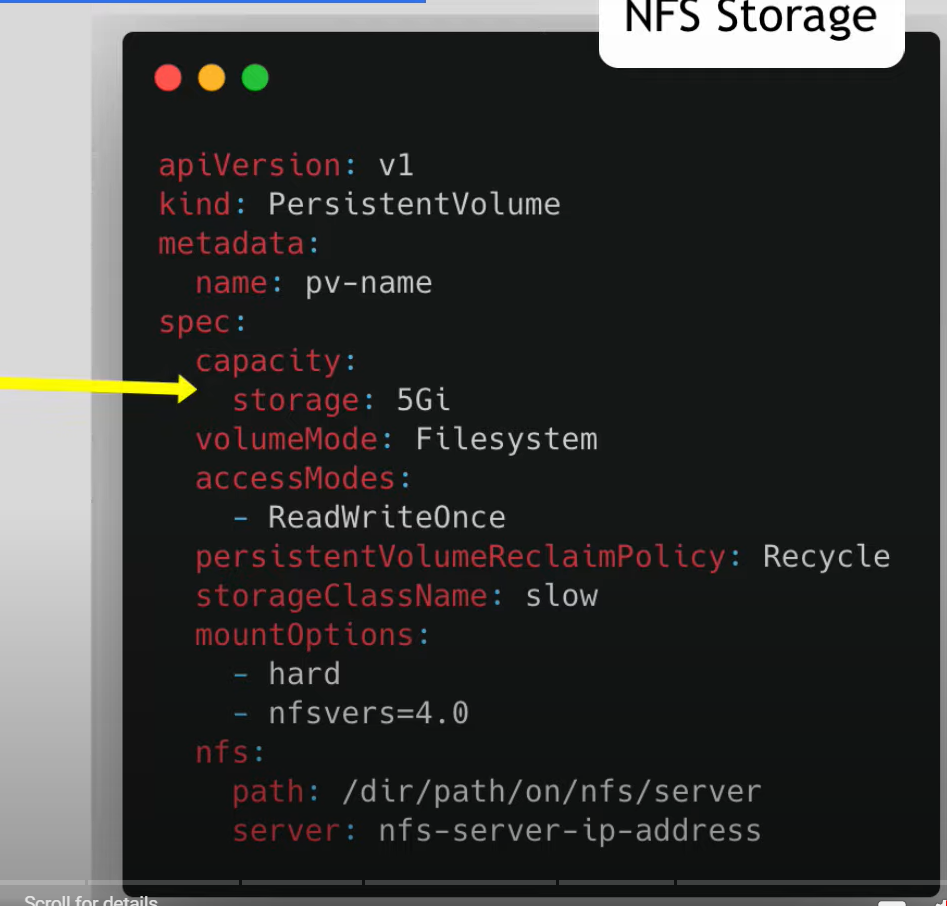 NFS Storage
apiVersion: v1
kind: PersistentVolume
metadata:
  name: pv-name
spec:
  capacity:
    storage: 5Gi
  volumeMode: Filesystem
  accessModes:
    - ReadWriteOnce
  persistentVolumeReclaimPolicy: Recycle
  storageClassName: slow
  mountOptions:
    - hard
    - nfsvers=4.0
  nfs:
    path: /dir/path/on/nfs/server
    server: nfs-server-ip-address
Scroll for details